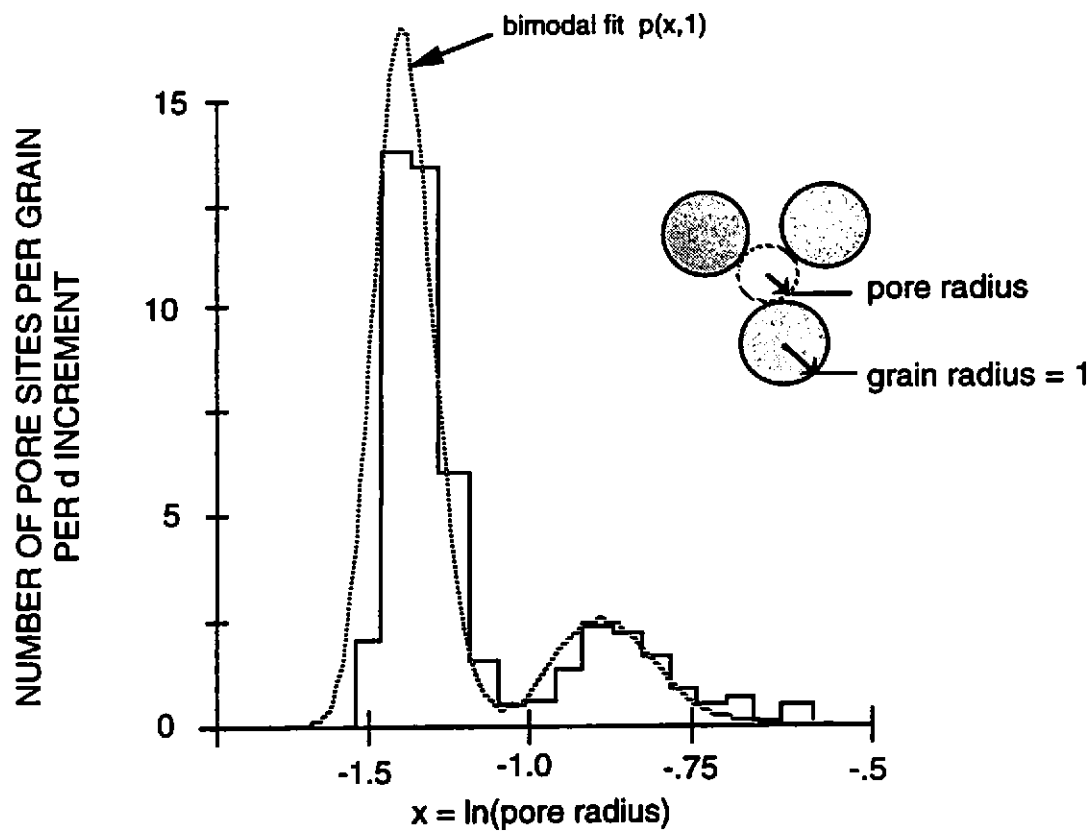 bimodal fit p(x,1)
NUMBER OF PORE SITES PER GRAIN
PER d INCREMENT
15
10
5
0
pore radius
grain radius = 1
-1.5
-1.0
-.75
-.5
x = ln(pore radius)